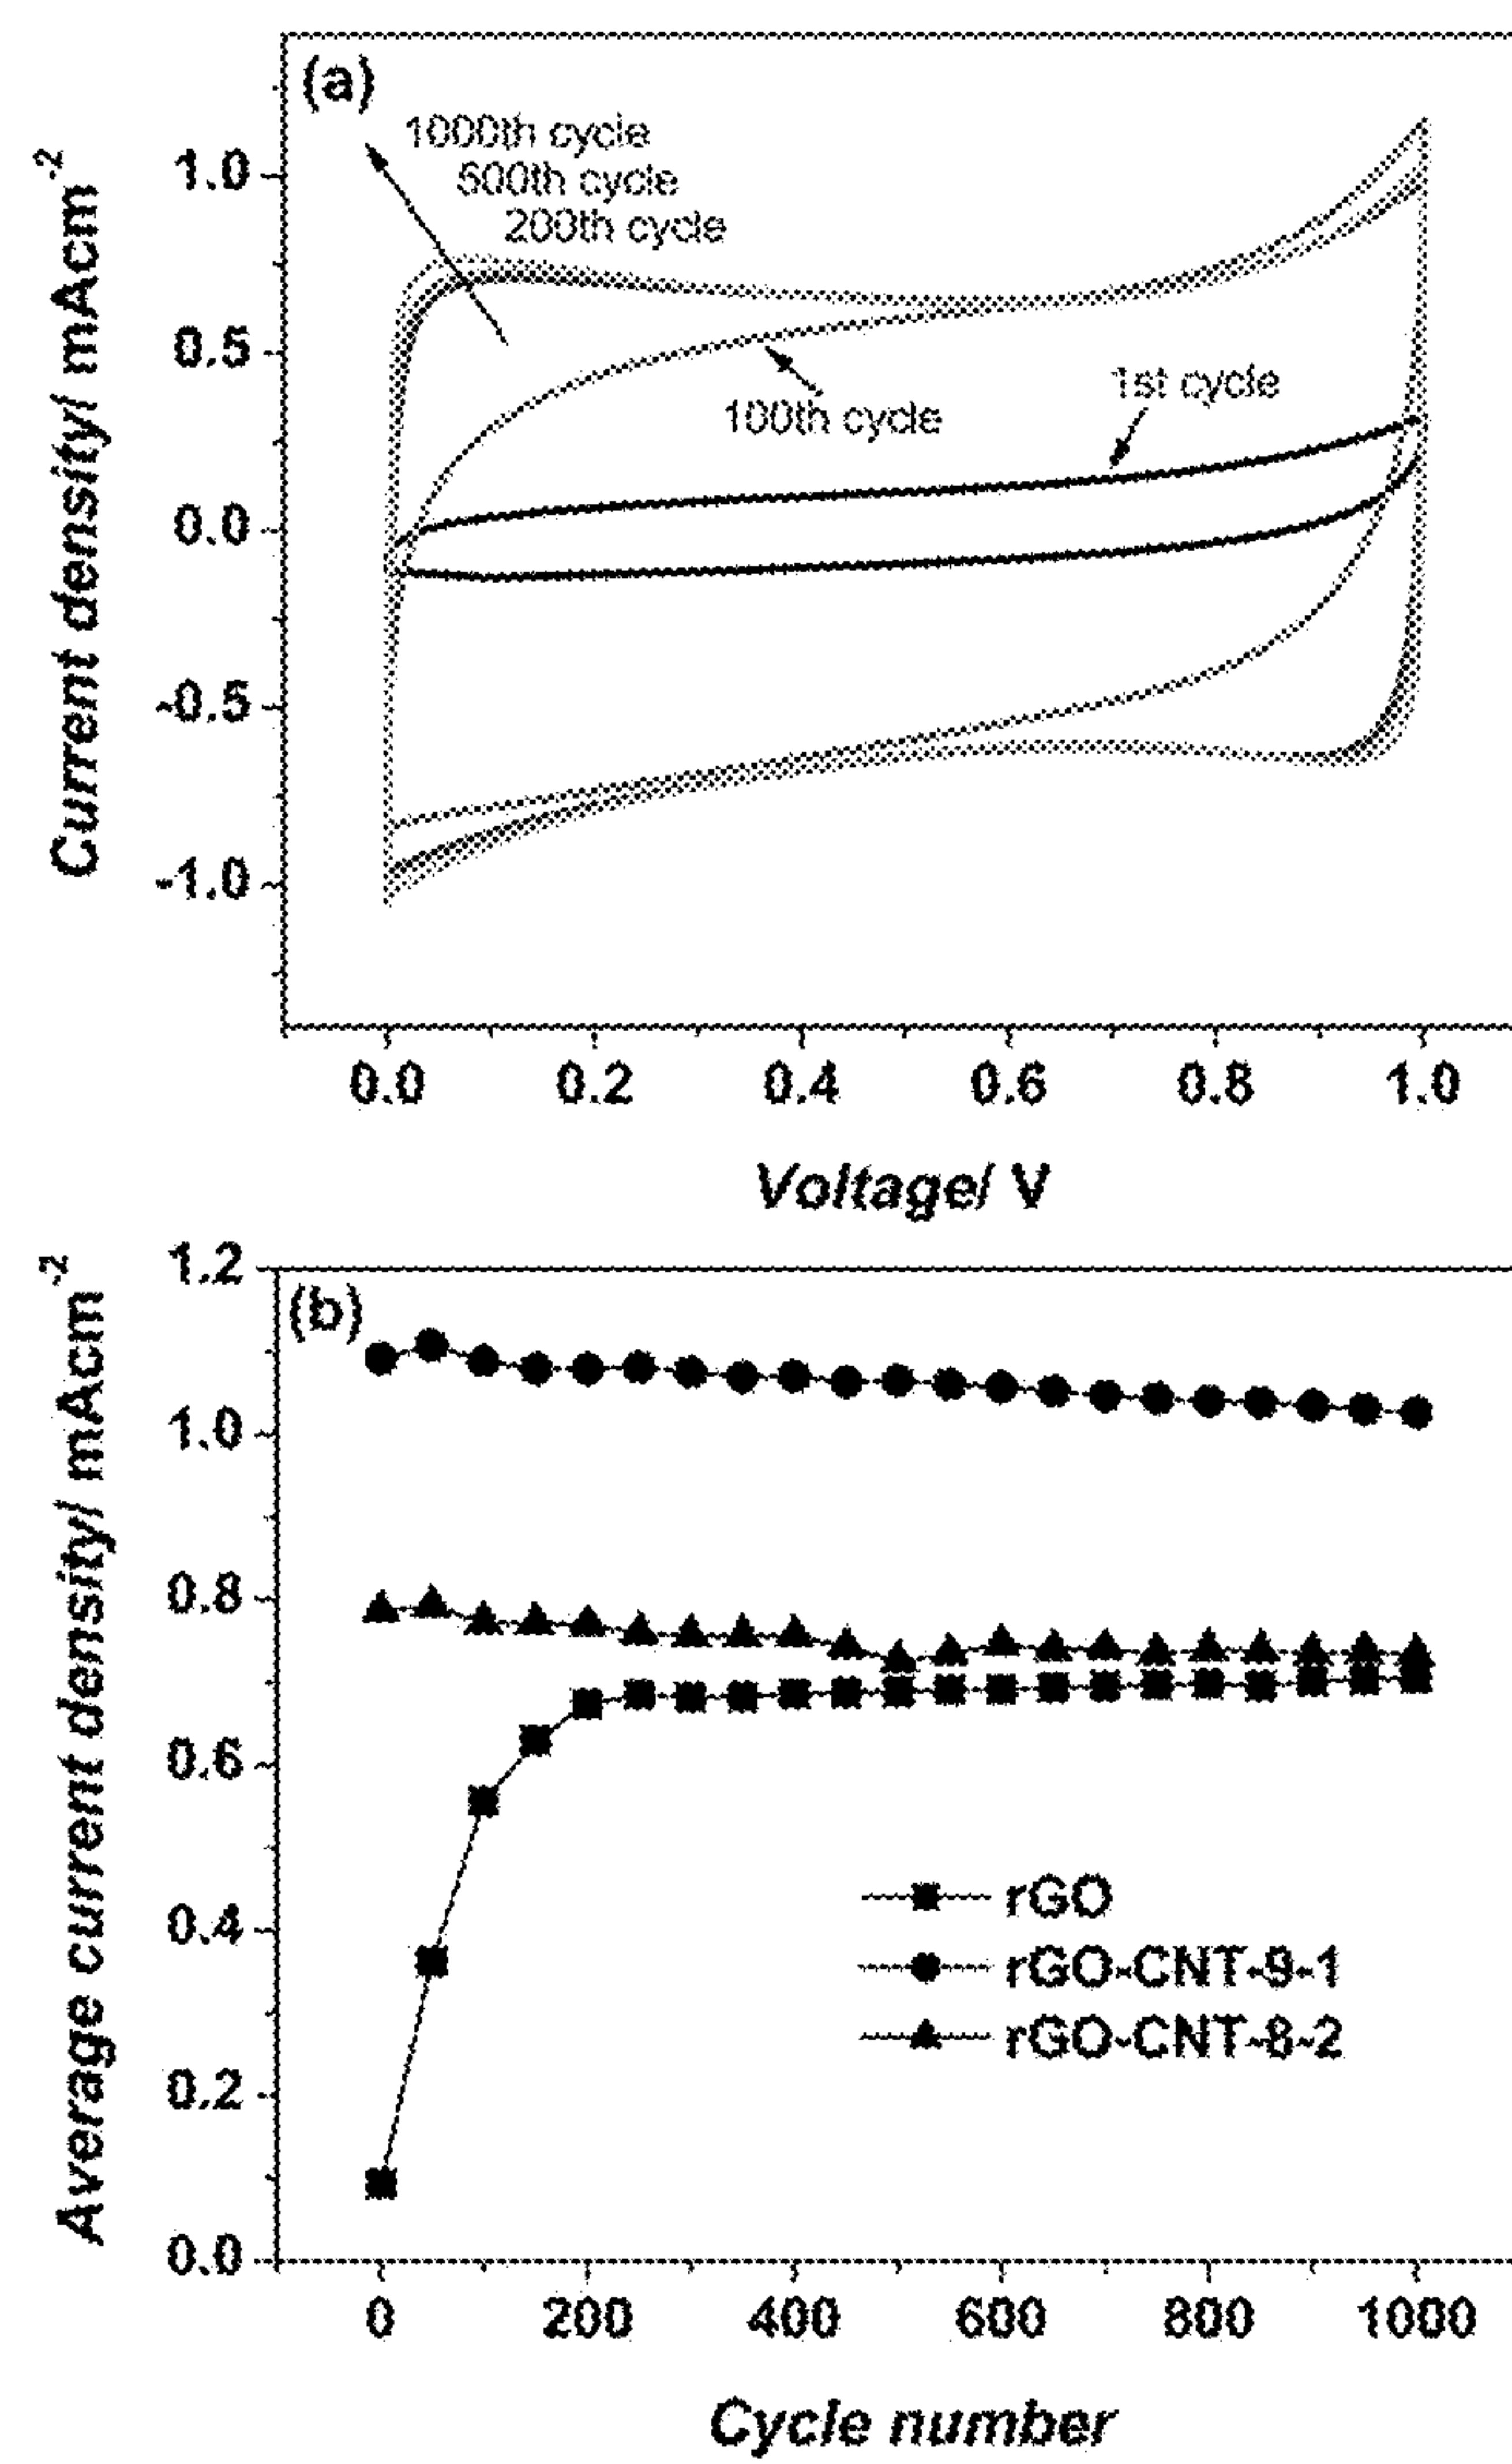 (a)
1000th cycle
500th cycle
200th cycle
100th cycle
1st cycle
Current density/ mAcm-2
1.0
0.5
0.0
-0.5
-1.0
0.0 0.2 0.4 0.6 0.8 1.0
Voltage/ V
(b)
Average current density/ mAcm-2
1.2
1.0
0.8
0.6
0.4
0.2
0.0
rGO
rGO-CNT-9-1
rGO-CNT-8-2
0 200 400 600 800 1000
Cycle number